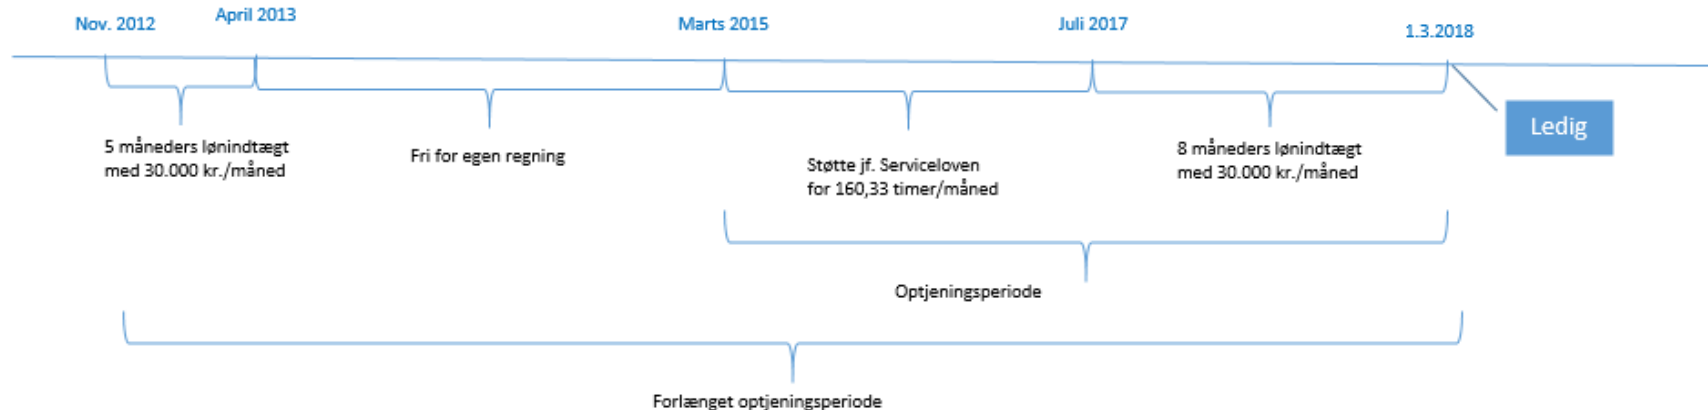 Nov. 2012
April 2013
Marts 2015
Juli 2017
1.3.2018
Ledig
5 måneders lønindtægt
med 30.000 kr./måned
Fri for egen regning
Støtte jf. Serviceloven
for 160,33 timer/måned
8 måneders lønindtægt
med 30.000 kr./måned
Optjeningsperiode
Forlænget optjeningsperiode